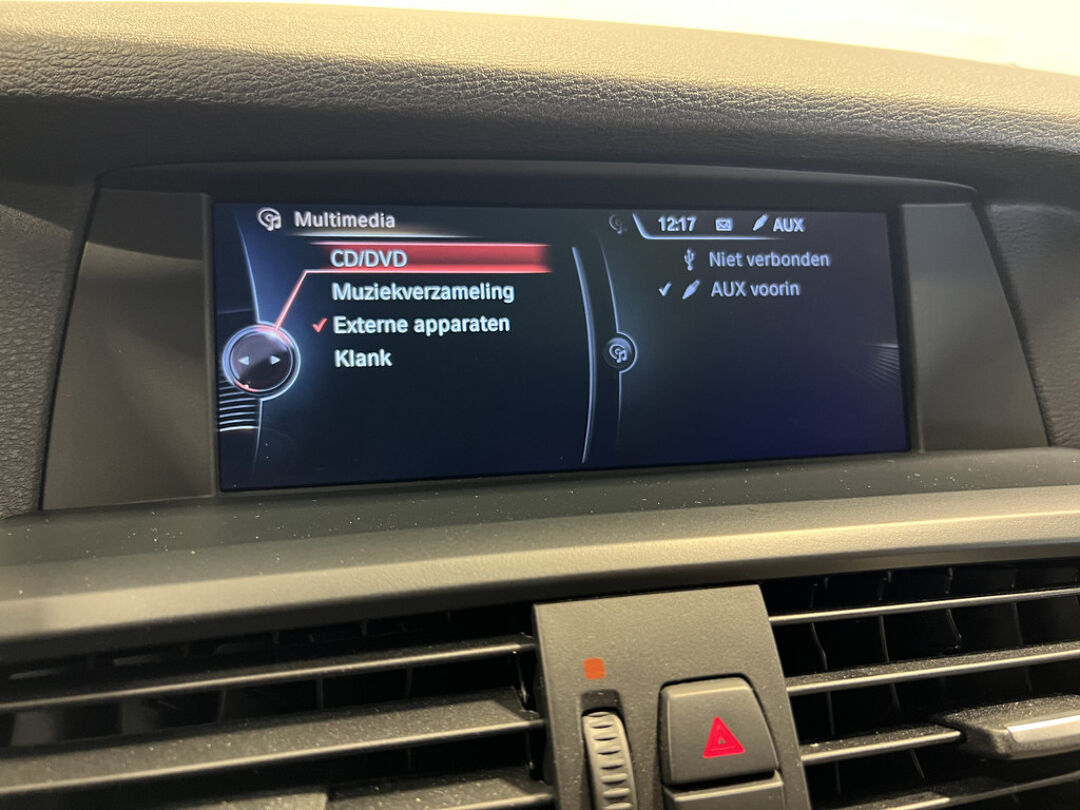 Multimedia
CD/DVD
Muziekverzameling
Externe apparaten
Klank
12:17 AUX
Niet verbonden
AUX voorin